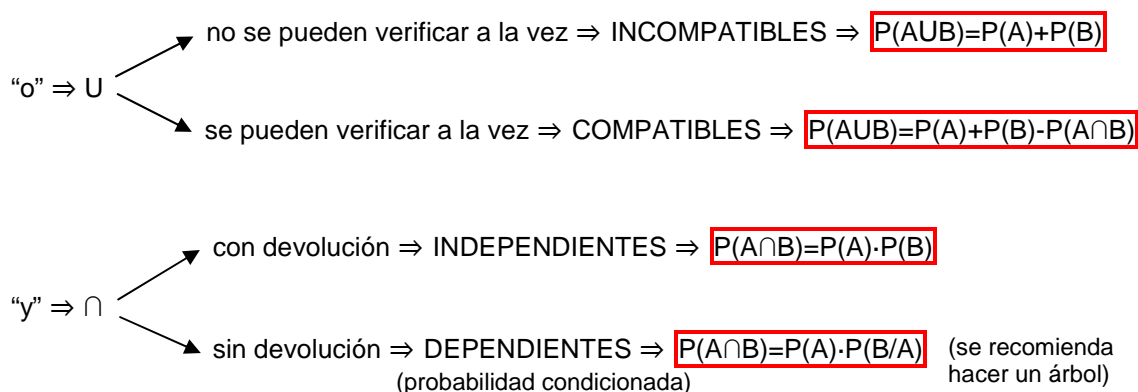 no se pueden verificar a la vez ⇒ INCOMPATIBLES ⇒ P(AUB)=P(A)+P(B)
“o” ⇒ U
se pueden verificar a la vez ⇒ COMPATIBLES ⇒ P(AUB)=P(A)+P(B)-P(A∩B)
con devolución ⇒ INDEPENDIENTES ⇒ P(A∩B)=P(A)·P(B)
“y” ⇒ ∩
sin devolución ⇒ DEPENDIENTES ⇒ P(A∩B)=P(A)·P(B/A) (se recomienda
(probabilidad condicionada) hacer un árbol)